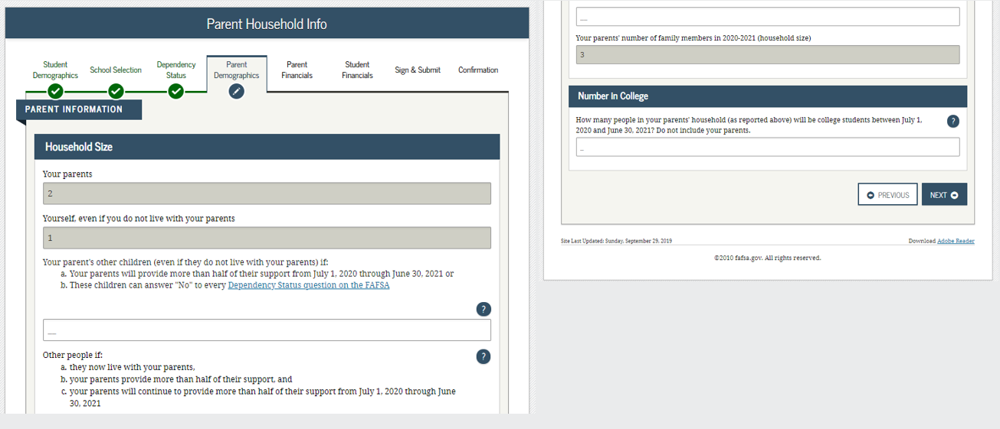 Parent Household Info
Student Demographics
School Selection
Dependency Status
Parent Demographics
Parent Financials
Student Financials
Sign & Submit
Confirmation
PARENT INFORMATION
Household Size
Your parents
2
Yourself, even if you do not live with your parents
1
Your parent's other children (even if they do not live with your parents) if:
a. Your parents will provide more than half of their support from July 1, 2020 through June 30, 2021 or
b. These children can answer "No" to every Dependency Status question on the FAFSA
?
__
Other people if:
?
a. they now live with your parents,
b. your parents provide more than half of their support, and
c. your parents will continue to provide more than half of their support from July 1, 2020 through June
30, 2021
__
Your parents' number of family members in 2020-2021 (household size)
3
Number in College
How many people in your parents' household (as reported above) will be college students between July 1,
2020 and June 30, 2021? Do not include your parents.
?
_
PREVIOUS
NEXT
Site Last Updated: Sunday, September 29, 2019
Download Adobe Reader
©2010 fafsa.gov. All rights reserved.